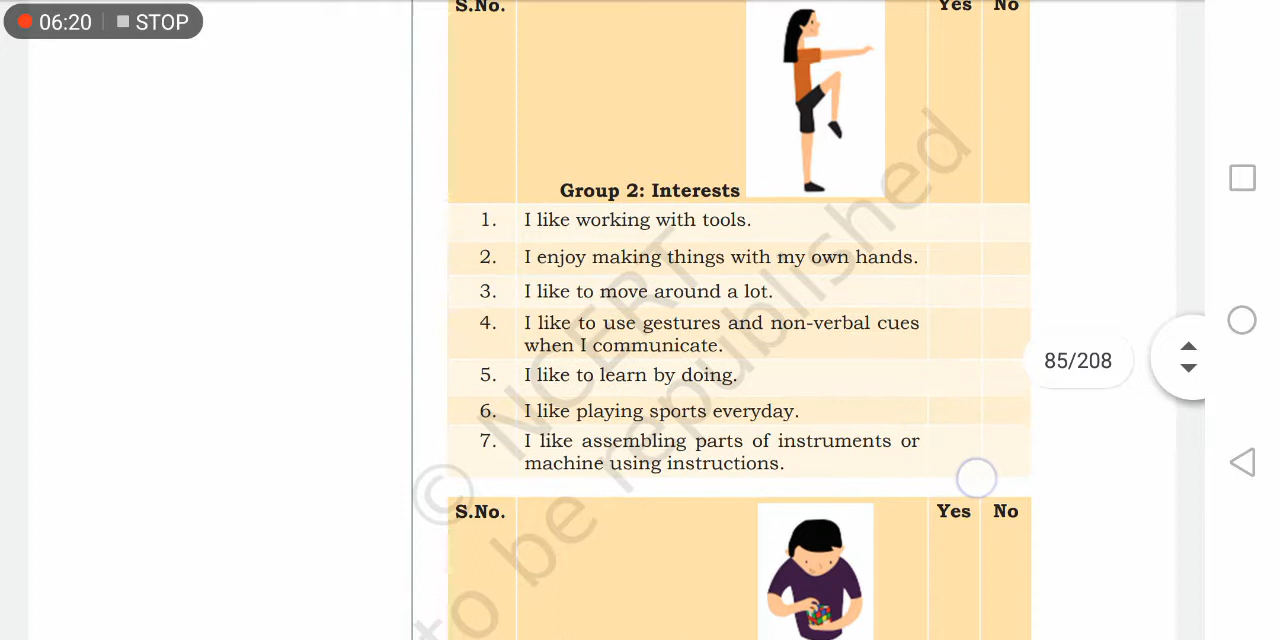 06:20 STOP
S.No. Yes No
Group 2: Interests
1. I like working with tools.
2. I enjoy making things with my own hands.
3. I like to move around a lot.
4. I like to use gestures and non-verbal cues
when I communicate.
5. I like to learn by doing.
85/208
6. I like playing sports everyday.
7. I like assembling parts of instruments or
machine using instructions.
S.No. Yes No
© NCERT
to be republished